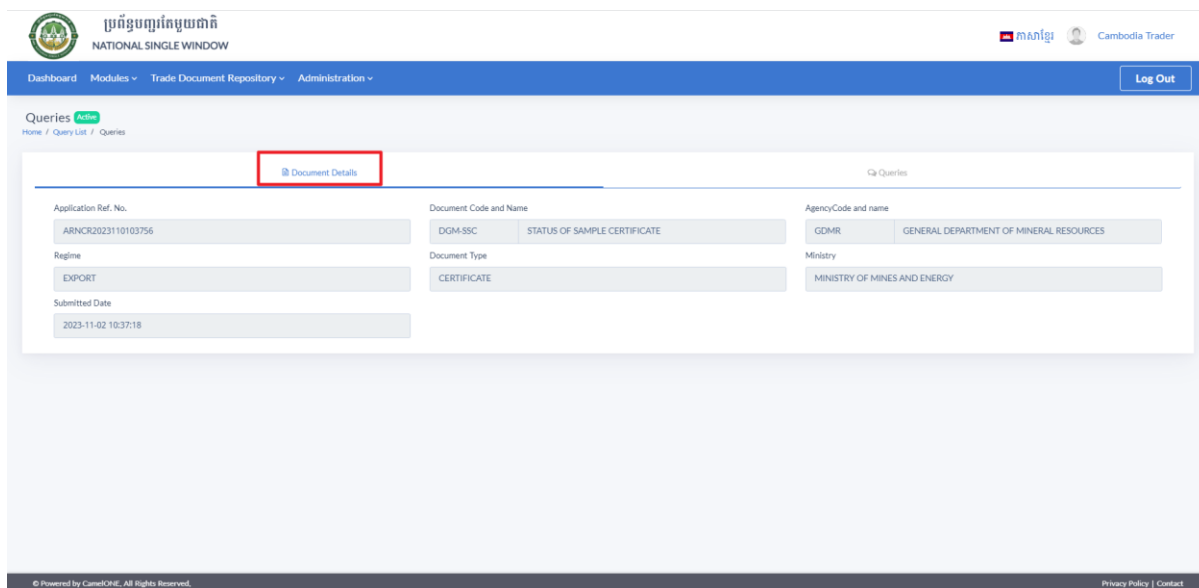 ប្រព័ន្ធបញ្ជរតែមួយជាតិ
NATIONAL SINGLE WINDOW
ភាសាខ្មែរ Cambodia Trader
Dashboard Modules Trade Document Repository Administration Log Out
Queries Active
Home / Query List / Queries
Document Details Queries
Application Ref. No. Document Code and Name AgencyCode and name
ARNCR2023110103756 DGM-SSC STATUS OF SAMPLE CERTIFICATE GDMR GENERAL DEPARTMENT OF MINERAL RESOURCES
Regime Document Type Ministry
EXPORT CERTIFICATE MINISTRY OF MINES AND ENERGY
Submitted Date
2023-11-02 10:37:18
© Powered by CamelONE, All Rights Reserved, Privacy Policy | Contact